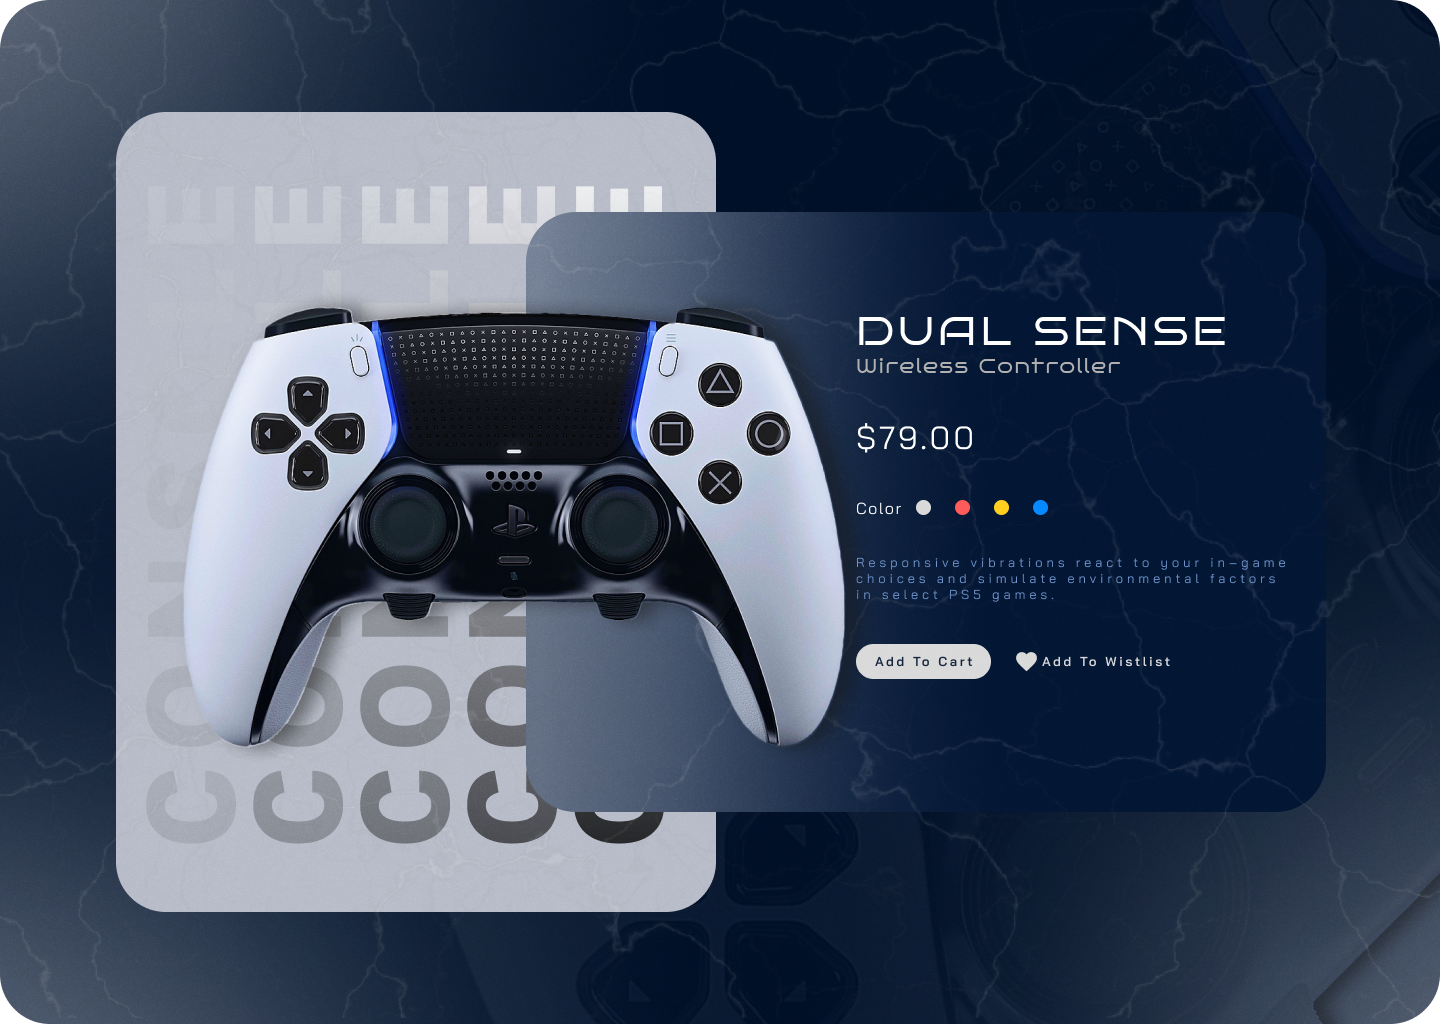 DUAL SENSE
Wireless Controller
$79.00
Color
Responsive vibrations react to your in-game
choices and simulate environmental factors
in select PS5 games.
Add To Cart
Add To Wistlist